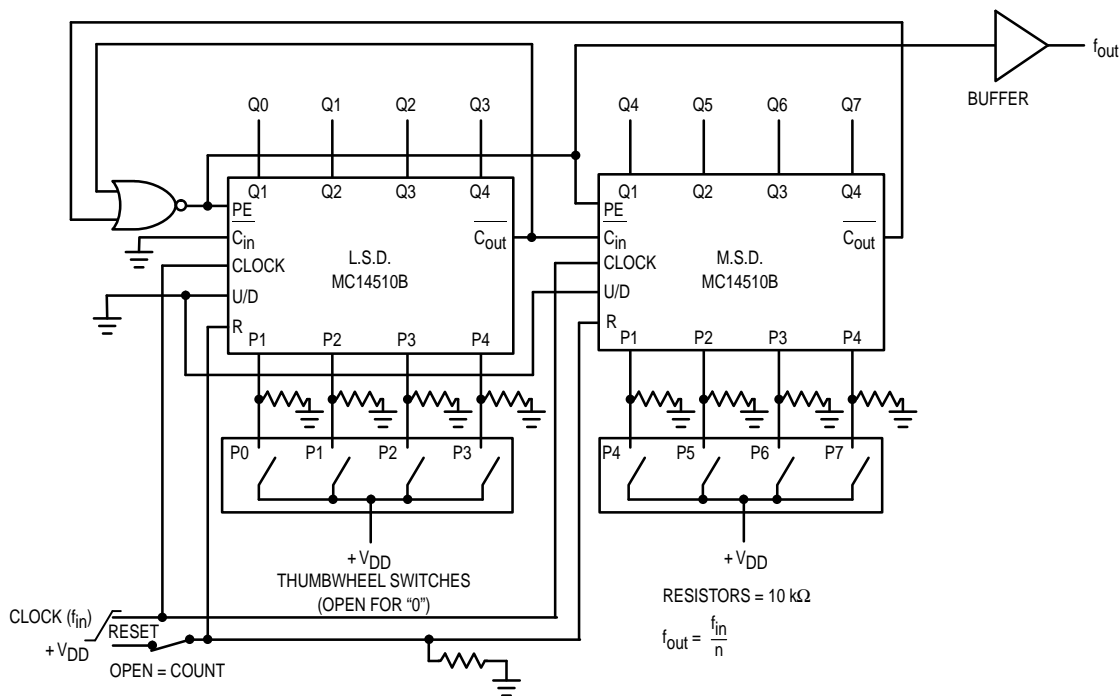 f_out
BUFFER
Q0 Q1 Q2 Q3 Q4 Q5 Q6 Q7
Q1 Q2 Q3 Q4 Q1 Q2 Q3 Q4
PE PE
C_in C_out C_in C_out
L.S.D. M.S.D.
CLOCK MC14510B CLOCK MC14510B
U/D U/D
R R
P1 P2 P3 P4 P1 P2 P3 P4
P0 P1 P2 P3 P4 P5 P6 P7
+ V_DD + V_DD
THUMBWHEEL SWITCHES
(OPEN FOR “0”)
RESISTORS = 10 kΩ
f_out = f_in / n
CLOCK (f_in)
RESET
+ V_DD
OPEN = COUNT